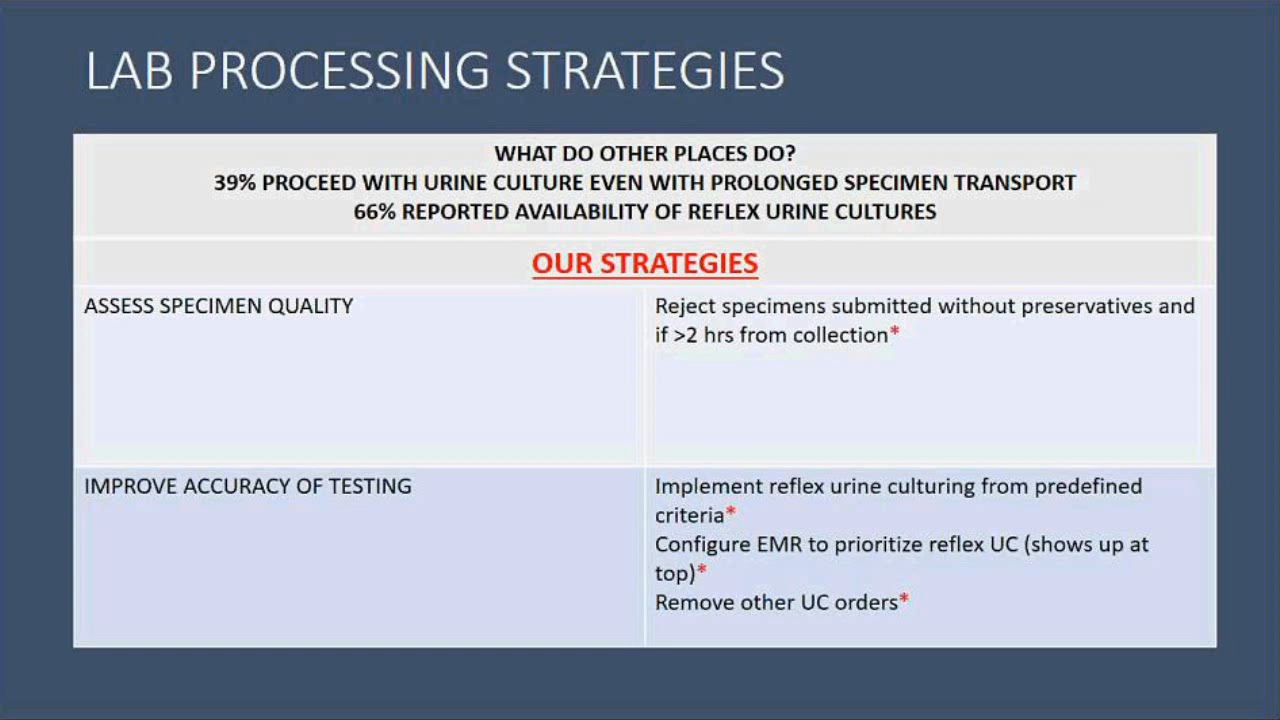 LAB PROCESSING STRATEGIES
WHAT DO OTHER PLACES DO?
39% PROCEED WITH URINE CULTURE EVEN WITH PROLONGED SPECIMEN TRANSPORT
66% REPORTED AVAILABILITY OF REFLEX URINE CULTURES
OUR STRATEGIES
ASSESS SPECIMEN QUALITY
Reject specimens submitted without preservatives and
if >2 hrs from collection*
IMPROVE ACCURACY OF TESTING
Implement reflex urine culturing from predefined
criteria*
Configure EMR to prioritize reflex UC (shows up at
top)*
Remove other UC orders*